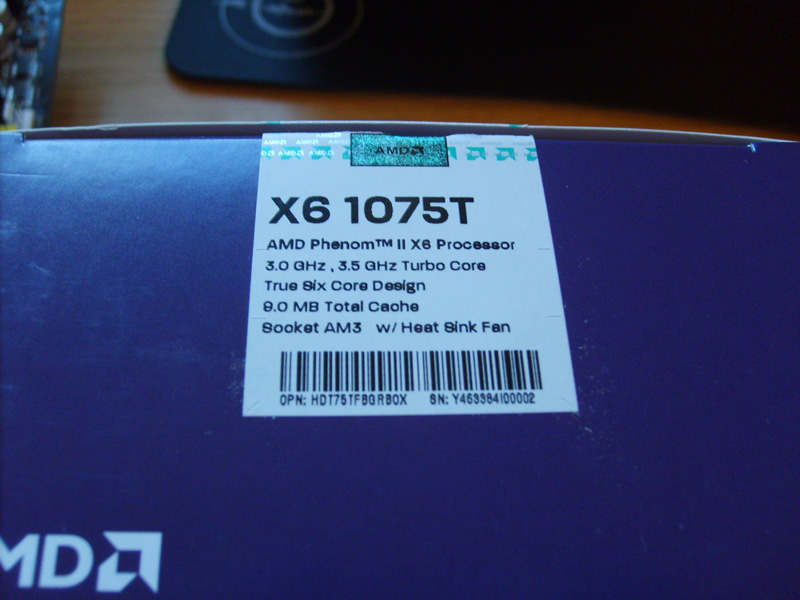 AMD
X6 1075T
AMD Phenom™ II X6 Processor
3.0 GHz , 3.5 GHz Turbo Core
True Six Core Design
9.0 MB Total Cache
Socket AM3 w/ Heat Sink Fan
OPN: HDT75TFBGRBOX SN: Y463364I00002
AMD